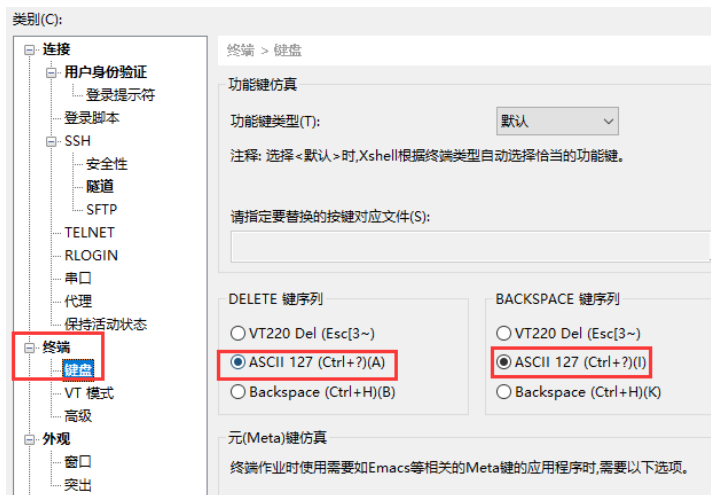 类别(C):
连接
用户身份验证
登录提示符
登录脚本
SSH
安全性
隧道
SFTP
TELNET
RLOGIN
串口
代理
保持活动状态
终端
键盘
VT 模式
高级
外观
窗口
突出
终端 > 键盘
功能键仿真
功能键类型(T):
默认
注释: 选择<默认>时,Xshell根据终端类型自动选择恰当的功能键。
请指定要替换的按键对应文件(S):
DELETE 键序列
VT220 Del (Esc[3~)
ASCII 127 (Ctrl+?)(A)
Backspace (Ctrl+H)(B)
BACKSPACE 键序列
VT220 Del (Esc[3~)
ASCII 127 (Ctrl+?)(I)
Backspace (Ctrl+H)(K)
元(Meta)键仿真
终端作业时使用需要如Emacs等相关的Meta键的应用程序时,需要以下选项。